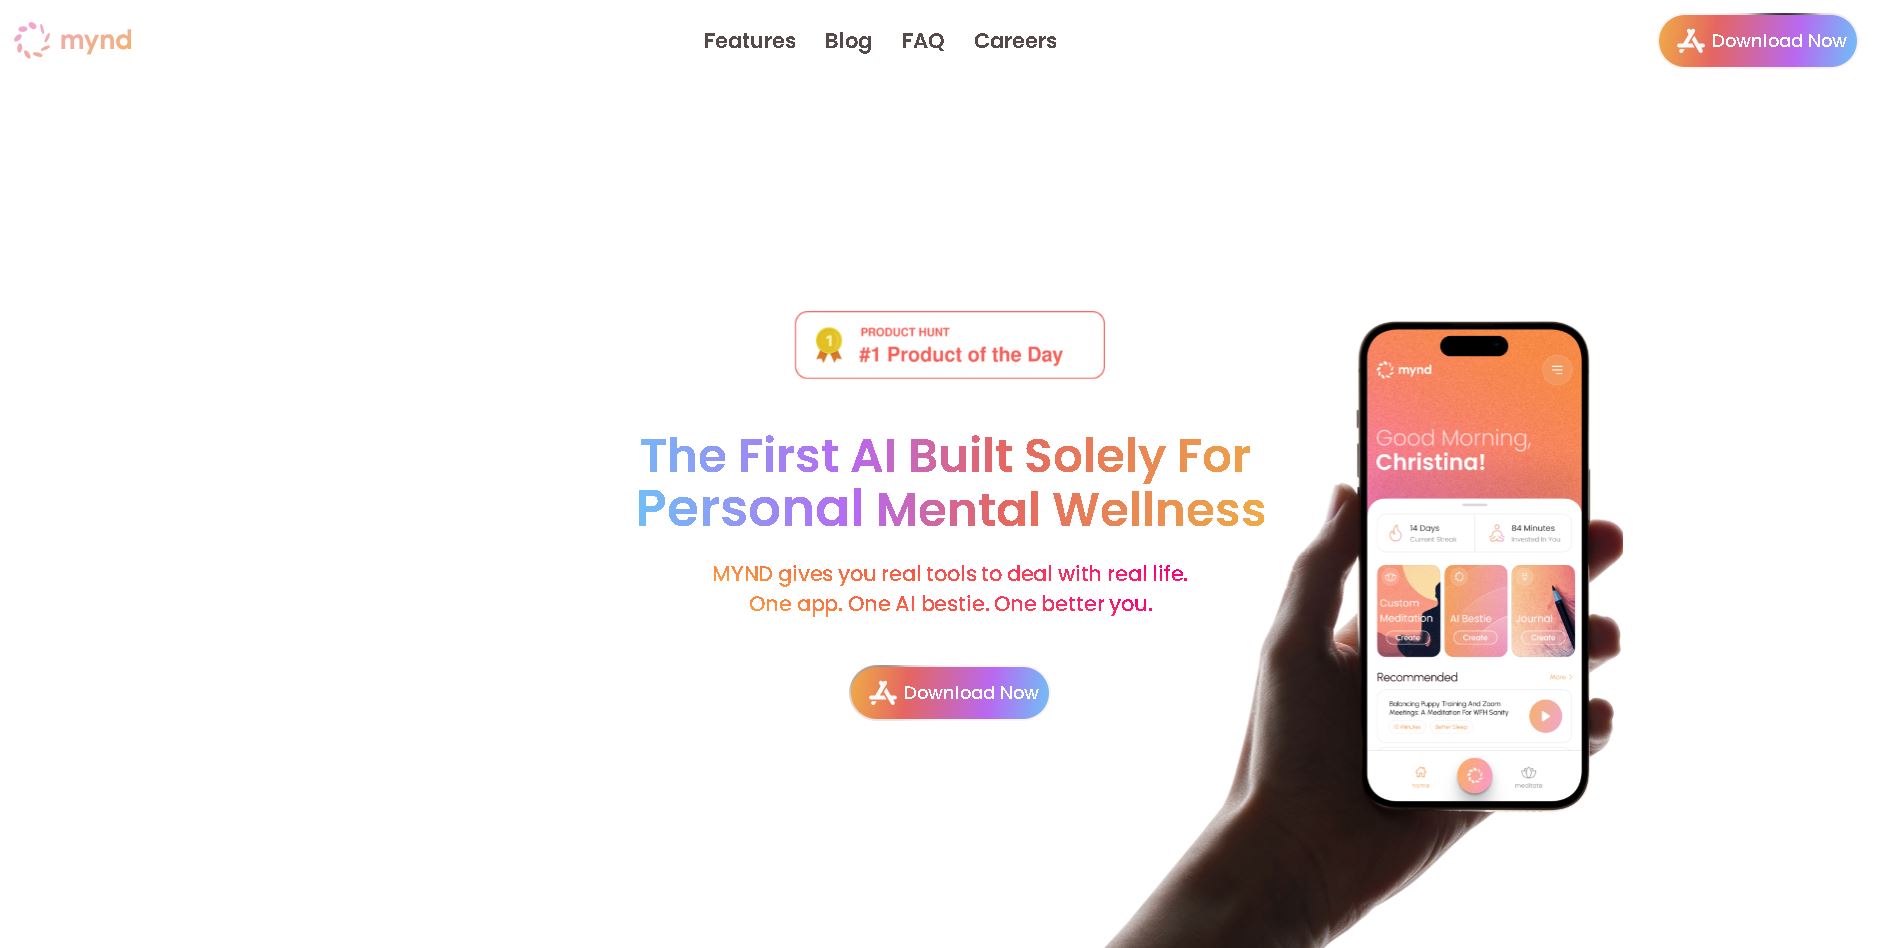 mynd
Features Blog FAQ Careers
Download Now
PRODUCT HUNT
1 #1 Product of the Day
The First AI Built Solely For
Personal Mental Wellness
MYND gives you real tools to deal with real life.
One app. One AI bestie. One better you.
Download Now
mynd
Good Morning,
Christina!
14 Days
Current Streak
84 Minutes
Invested In You
Custom
Meditation
Create
AI Bestie
Create
Journal
Create
Recommended More
Balancing Puppy Training And Zoom
Meetings: A Meditation For WFH Sanity
10 Minutes Better Sleep
home meditate